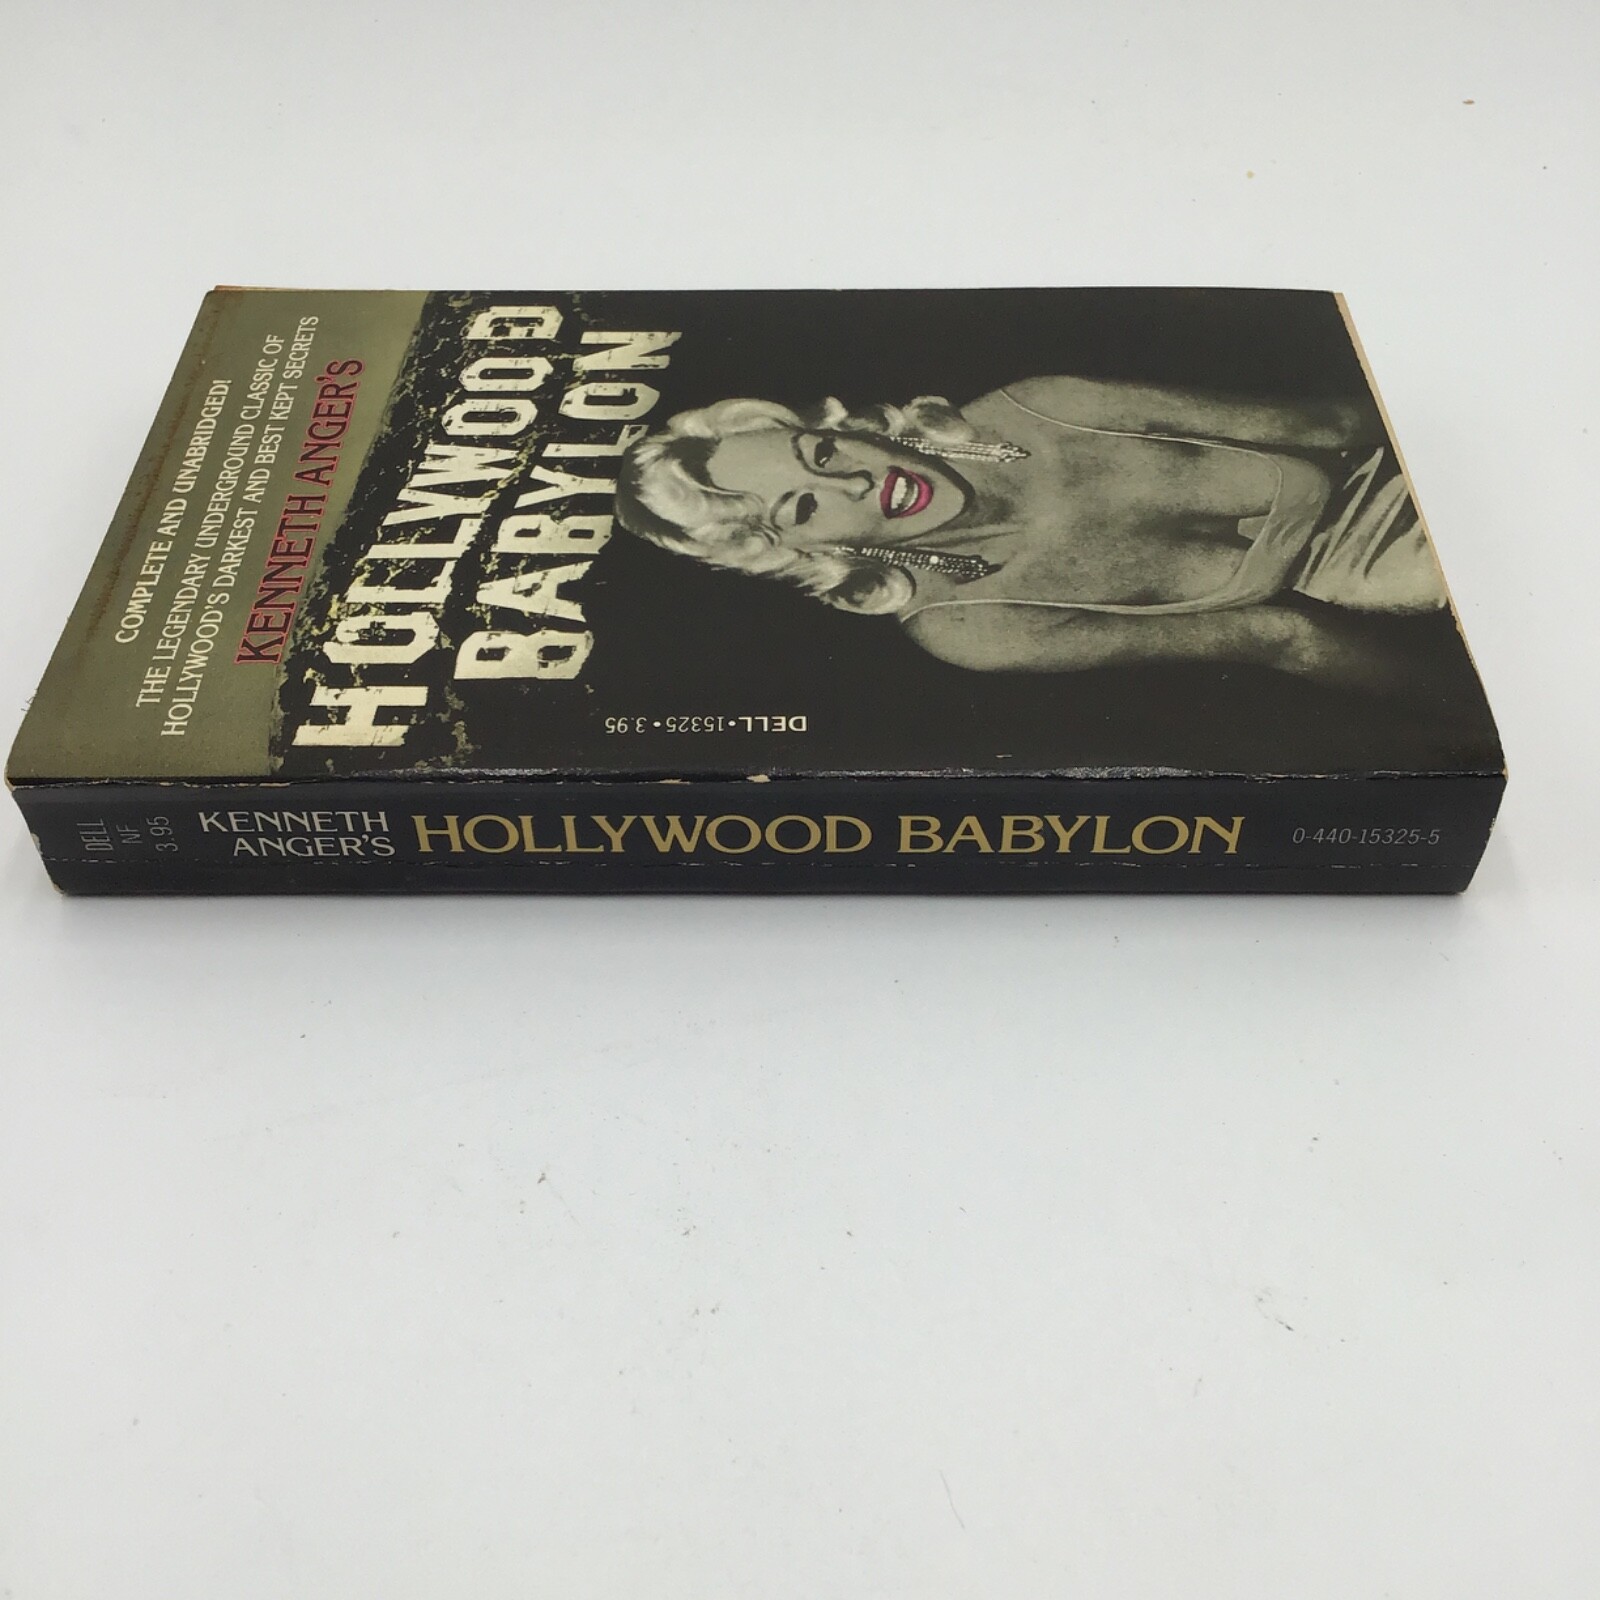 COMPLETE AND UNABRIDGED!
THE LEGENDARY UNDERGROUND CLASSIC OF
HOLLYWOOD'S DARKEST AND BEST KEPT SECRETS
KENNETH ANGER'S
HOLLYWOOD
BABYLON
DELL • 15325 • 3.95
DELL
NF
3.95
KENNETH
ANGER'S
HOLLYWOOD BABYLON
0-440-15325-5